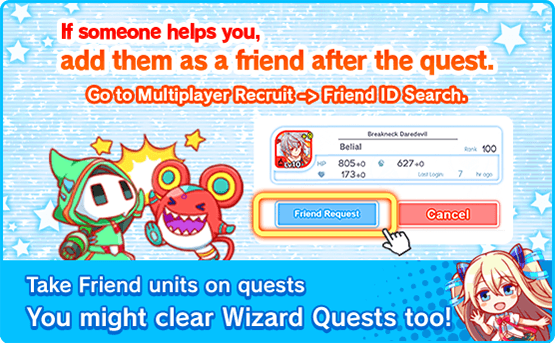 If someone helps you,
add them as a friend after the quest.
Go to Multiplayer Recruit -> Friend ID Search.
Breakneck Daredevil
Belial
Rank 100
HP 805+0 627+0
173+0 Last Login 7 hr ago
Friend Request
Cancel
Take Friend units on quests
You might clear Wizard Quests too!